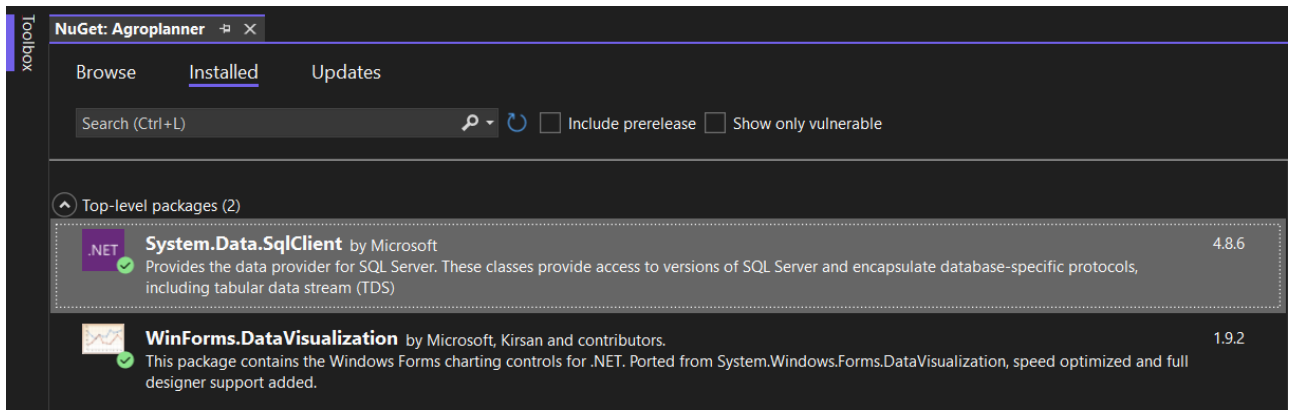 Toolbox
NuGet: Agroplanner
Browse Installed Updates
Search (Ctrl+L) Include prerelease Show only vulnerable
Top-level packages (2)
.NET System.Data.SqlClient by Microsoft 4.8.6
Provides the data provider for SQL Server. These classes provide access to versions of SQL Server and encapsulate database-specific protocols,
including tabular data stream (TDS)
WinForms.DataVisualization by Microsoft, Kirsan and contributors. 1.9.2
This package contains the Windows Forms charting controls for .NET. Ported from System.Windows.Forms.DataVisualization, speed optimized and full
designer support added.